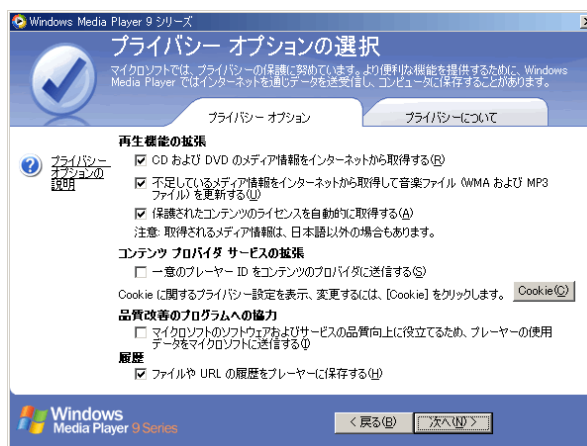 Windows Media Player 9 シリーズ
プライバシー オプションの選択
マイクロソフトでは、プライバシーの保護に努めています。より便利な機能を提供するために、Windows
Media Player ではインターネットを通じデータを送受信し、コンピュータに保存することがあります。
プライバシー オプション
プライバシーについて
再生機能の拡張
プライバシー
オプションの
説明
CD および DVD のメディア情報をインターネットから取得する(R)
不足しているメディア情報をインターネットから取得して音楽ファイル (WMA および MP3
ファイル) を更新する(U)
保護されたコンテンツのライセンスを自動的に取得する(A)
注意: 取得されるメディア情報は、日本語以外の場合もあります。
コンテンツ プロバイダ サービスの拡張
一意のプレーヤー ID をコンテンツのプロバイダに送信する(S)
Cookie に関するプライバシー設定を表示、変更するには、[Cookie] をクリックします。
Cookie(C)
品質改善のプログラムへの協力
マイクロソフトのソフトウェアおよびサービスの品質向上に役立てるため、プレーヤーの使用
データをマイクロソフトに送信する(I)
履歴
ファイルや URL の履歴をプレーヤーに保存する(H)
Windows
Media Player 9 Series
< 戻る(B)
次へ(N) >